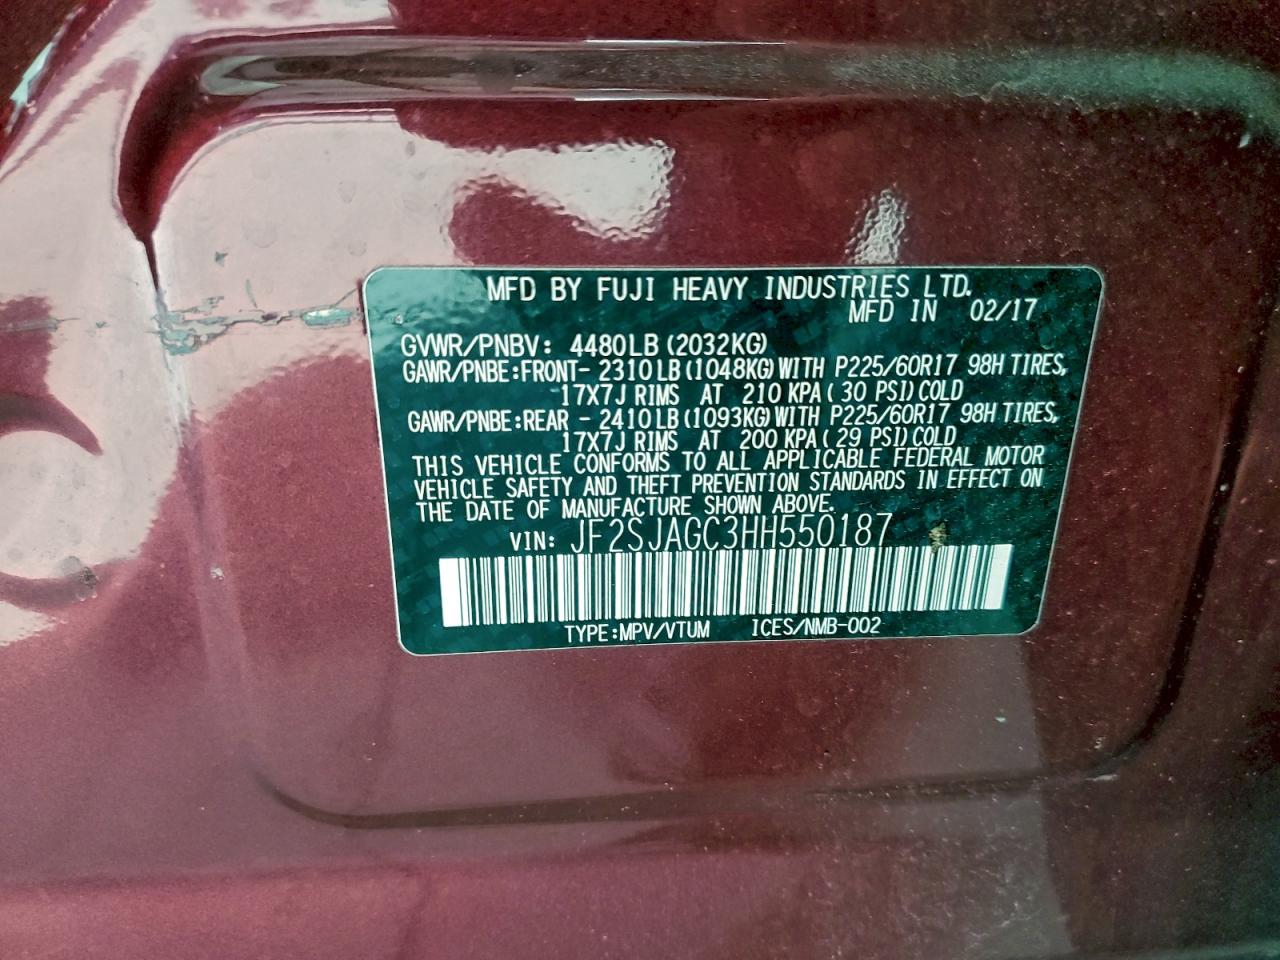 MFD BY FUJI HEAVY INDUSTRIES LTD.
MFD IN 02/17
GVWR/PNBV: 4480LB (2032KG)
GAWR/PNBE:FRONT- 2310LB (1048KG) WITH P225/60R17 98H TIRES,
17X7J RIMS AT 210 KPA ( 30 PSI) COLD
GAWR/PNBE:REAR - 2410LB (1093KG) WITH P225/60R17 98H TIRES,
17X7J RIMS AT 200 KPA ( 29 PSI) COLD
THIS VEHICLE CONFORMS TO ALL APPLICABLE FEDERAL MOTOR
VEHICLE SAFETY AND THEFT PREVENTION STANDARDS IN EFFECT ON
THE DATE OF MANUFACTURE SHOWN ABOVE.
VIN: JF2SJAGC3HH550187
TYPE:MPV/VTUM ICES/NMB-002